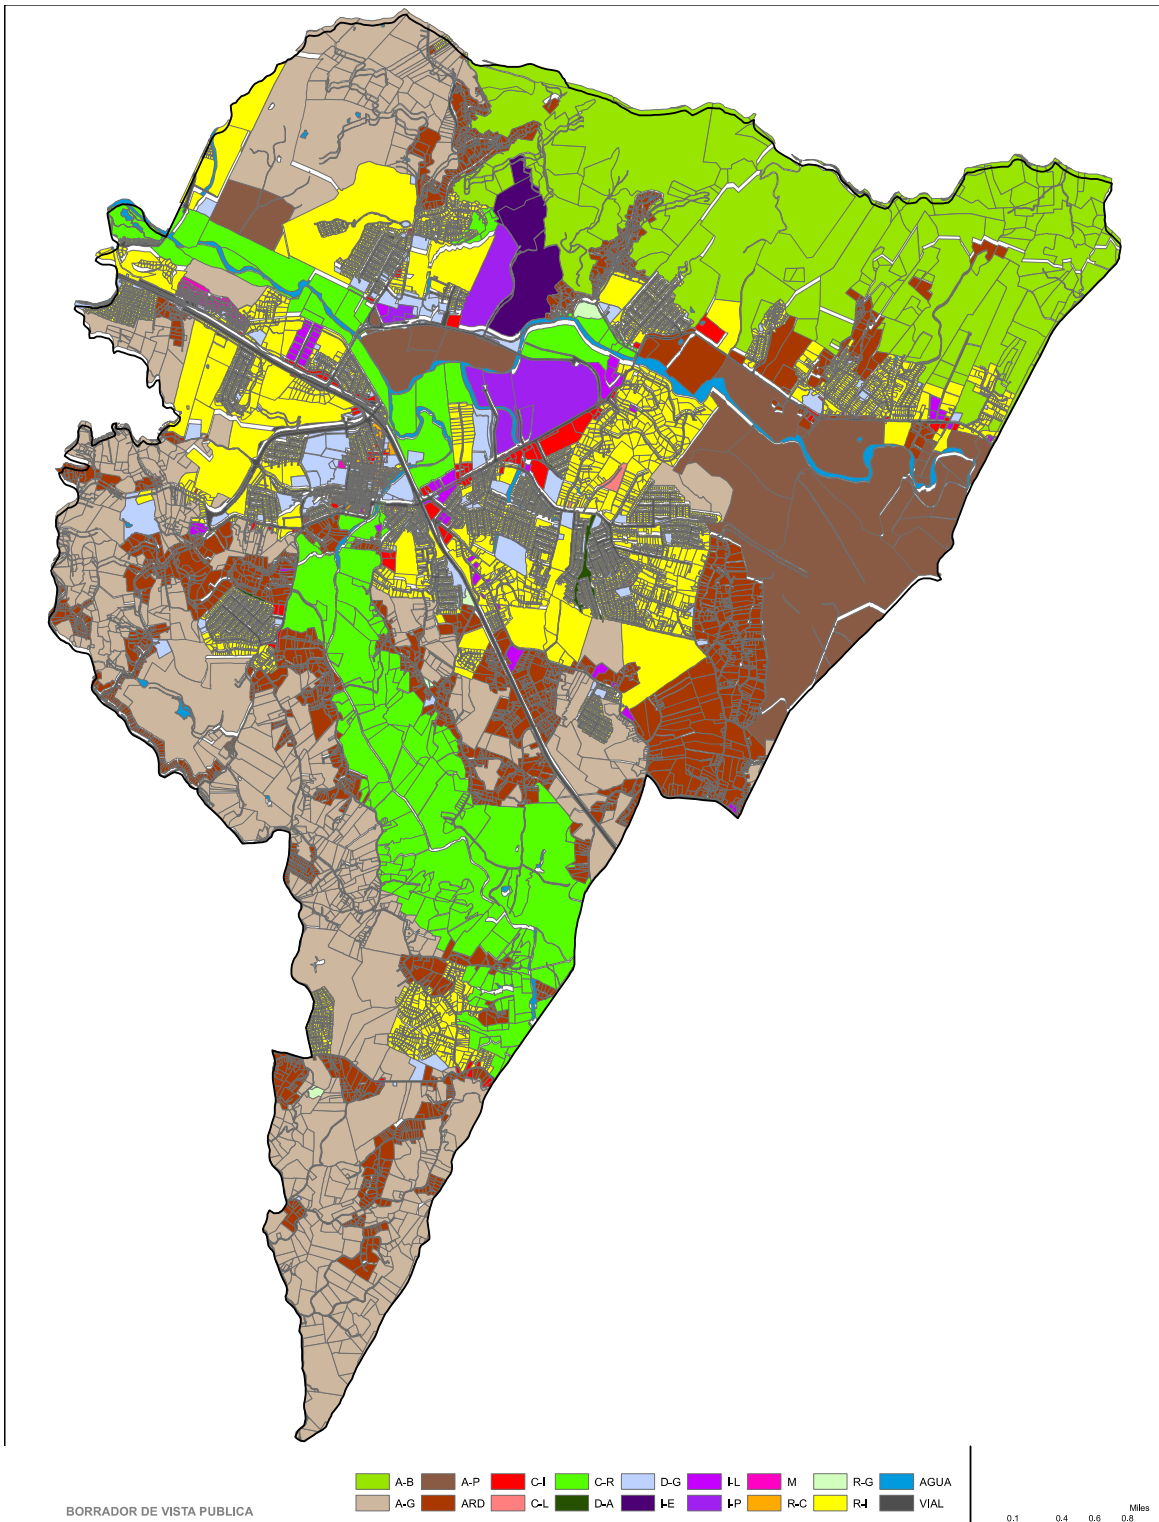 A-B A-P C-I C-R D-G I-L M R-G AGUA
A-G ARD C-L D-A I-E I-P R-C R-I VIAL
BORRADOR DE VISTA PUBLICA
Miles
0.1 0.4 0.6 0.8